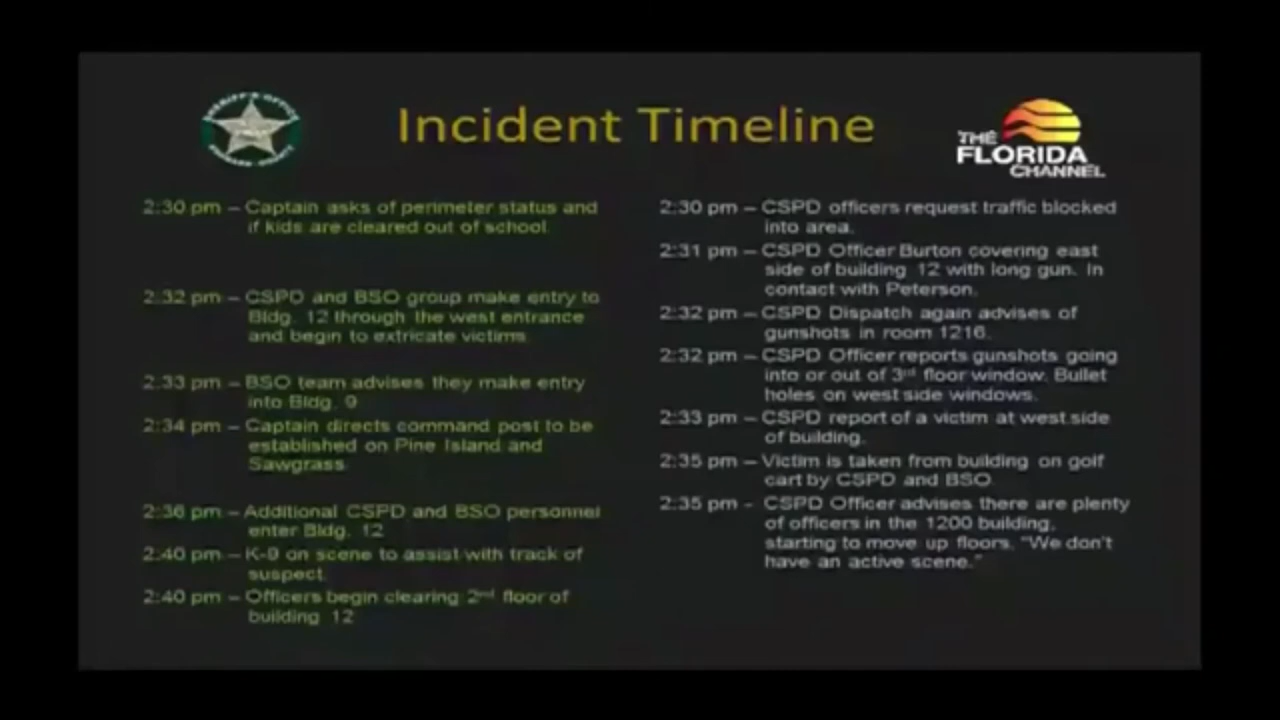 Incident Timeline
THE
FLORIDA
CHANNEL
2:30 pm – Captain asks of perimeter status and
if kids are cleared out of school.
2:32 pm – CSPD and BSO group make entry to
Bldg. 12 through the west entrance
and begin to extricate victims.
2:33 pm – BSO team advises they make entry
into Bldg. 9
2:34 pm – Captain directs command post to be
established on Pine Island and
Sawgrass.
2:36 pm – Additional CSPD and BSO personnel
enter Bldg. 12
2:40 pm – K-9 on scene to assist with track of
suspect.
2:40 pm – Officers begin clearing 2nd floor of
building 12
2:30 pm – CSPD officers request traffic blocked
into area.
2:31 pm – CSPD Officer Burton covering east
side of building 12 with long gun. In
contact with Peterson.
2:32 pm – CSPD Dispatch again advises of
gunshots in room 1216.
2:32 pm – CSPD Officer reports gunshots going
into or out of 3rd floor window. Bullet
holes on west side windows.
2:33 pm – CSPD report of a victim at west side
of building.
2:35 pm – Victim is taken from building on golf
cart by CSPD and BSO.
2:35 pm - CSPD Officer advises there are plenty
of officers in the 1200 building,
starting to move up floors. "We don't
have an active scene."